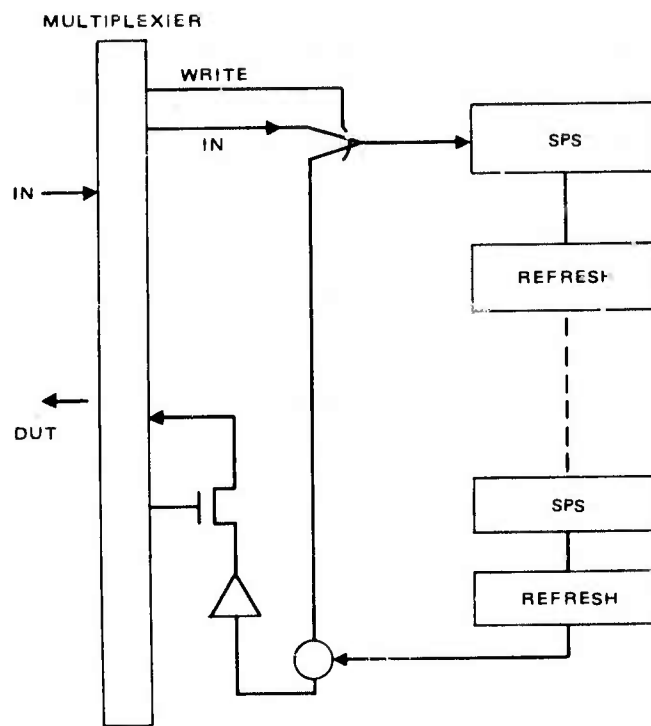 MULTIPLEXIER
WRITE
IN
SPS
IN
REFRESH
DUT
SPS
REFRESH